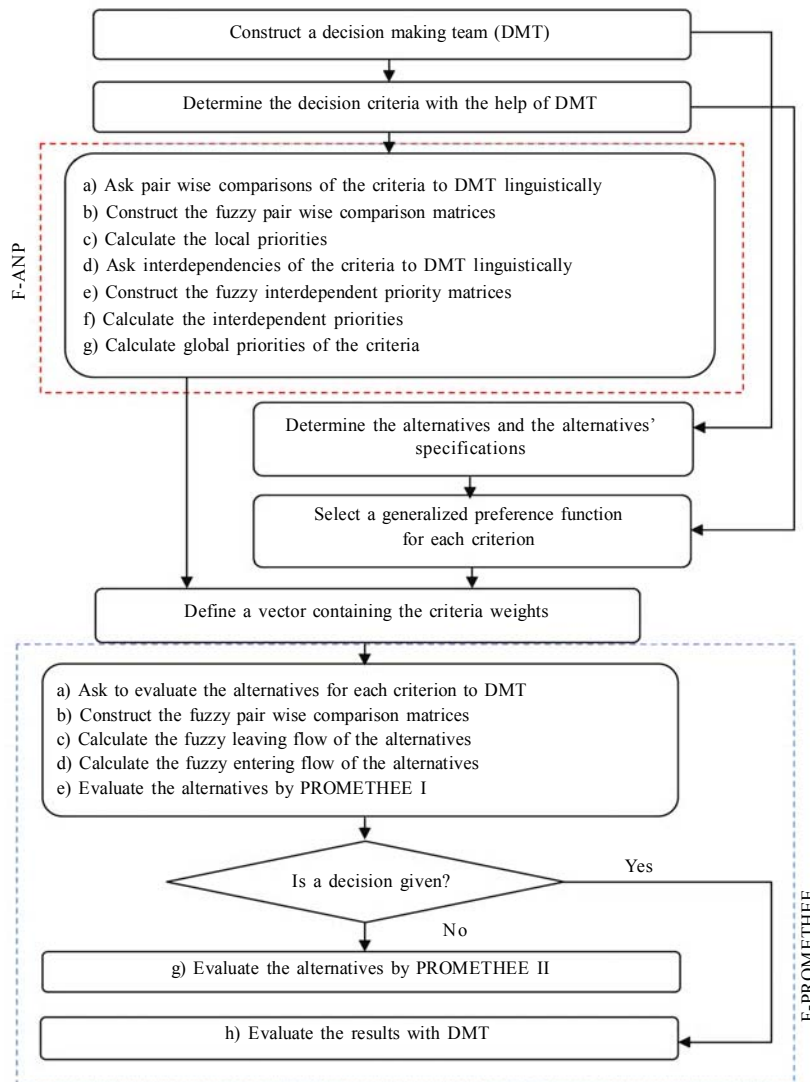 Construct a decision making team (DMT)
Determine the decision criteria with the help of DMT
F-ANP
a) Ask pair wise comparisons of the criteria to DMT linguistically
b) Construct the fuzzy pair wise comparison matrices
c) Calculate the local priorities
d) Ask interdependencies of the criteria to DMT linguistically
e) Construct the fuzzy interdependent priority matrices
f) Calculate the interdependent priorities
g) Calculate global priorities of the criteria
Determine the alternatives and the alternatives’
specifications
Select a generalized preference function
for each criterion
Define a vector containing the criteria weights
a) Ask to evaluate the alternatives for each criterion to DMT
b) Construct the fuzzy pair wise comparison matrices
c) Calculate the fuzzy leaving flow of the alternatives
d) Calculate the fuzzy entering flow of the alternatives
e) Evaluate the alternatives by PROMETHEE I
Is a decision given?
Yes
No
F-PROMETHEE
g) Evaluate the alternatives by PROMETHEE II
h) Evaluate the results with DMT